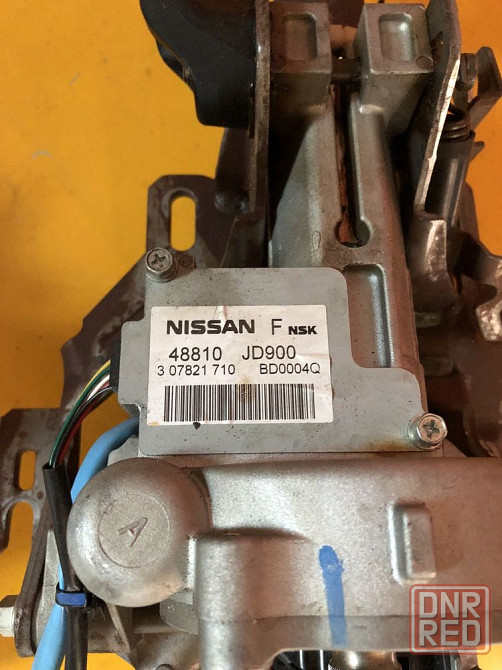 NISSAN F NSK
48810 JD900
3 07821 710 BD0004Q
A
DNR
RED